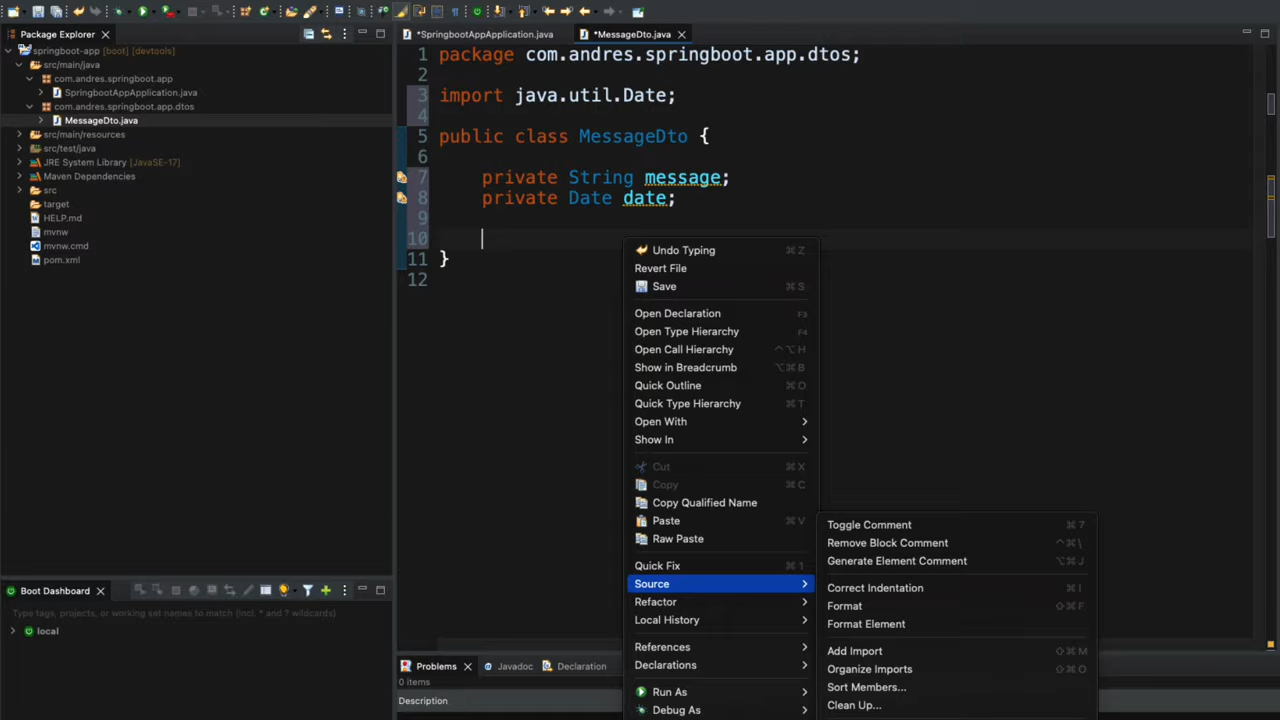 Package Explorer
springboot-app [boot] [devtools]
src/main/java
com.andres.springboot.app
SpringbootAppApplication.java
com.andres.springboot.app.dtos
MessageDto.java
src/main/resources
src/test/java
JRE System Library [JavaSE-17]
Maven Dependencies
src
target
HELP.md
mvnw
mvnw.cmd
pom.xml
Boot Dashboard
Type tags, projects, or working set names to match (incl. * and ? wildcards)
local
*SpringbootAppApplication.java
*MessageDto.java
1 package com.andres.springboot.app.dtos;
2
3 import java.util.Date;
4
5 public class MessageDto {
6
7 private String message;
8 private Date date;
9
10
11 }
12
Undo Typing ⌘Z
Revert File
Save ⌘S
Open Declaration F3
Open Type Hierarchy F4
Open Call Hierarchy ^⌥H
Show in Breadcrumb ⌥⌘B
Quick Outline ⌘O
Quick Type Hierarchy ⌘T
Open With
Show In
Cut ⌘X
Copy ⌘C
Copy Qualified Name
Paste ⌘V
Raw Paste
Quick Fix ⌘1
Source
Refactor
Local History
References
Declarations
Run As
Debug As
Toggle Comment ⌘7
Remove Block Comment ^⌘\
Generate Element Comment ⌥⌘J
Correct Indentation ⌘I
Format ⇧⌘F
Format Element
Add Import ⇧⌘M
Organize Imports ⇧⌘O
Sort Members...
Clean Up...
Problems
Javadoc
Declaration
0 items
Description